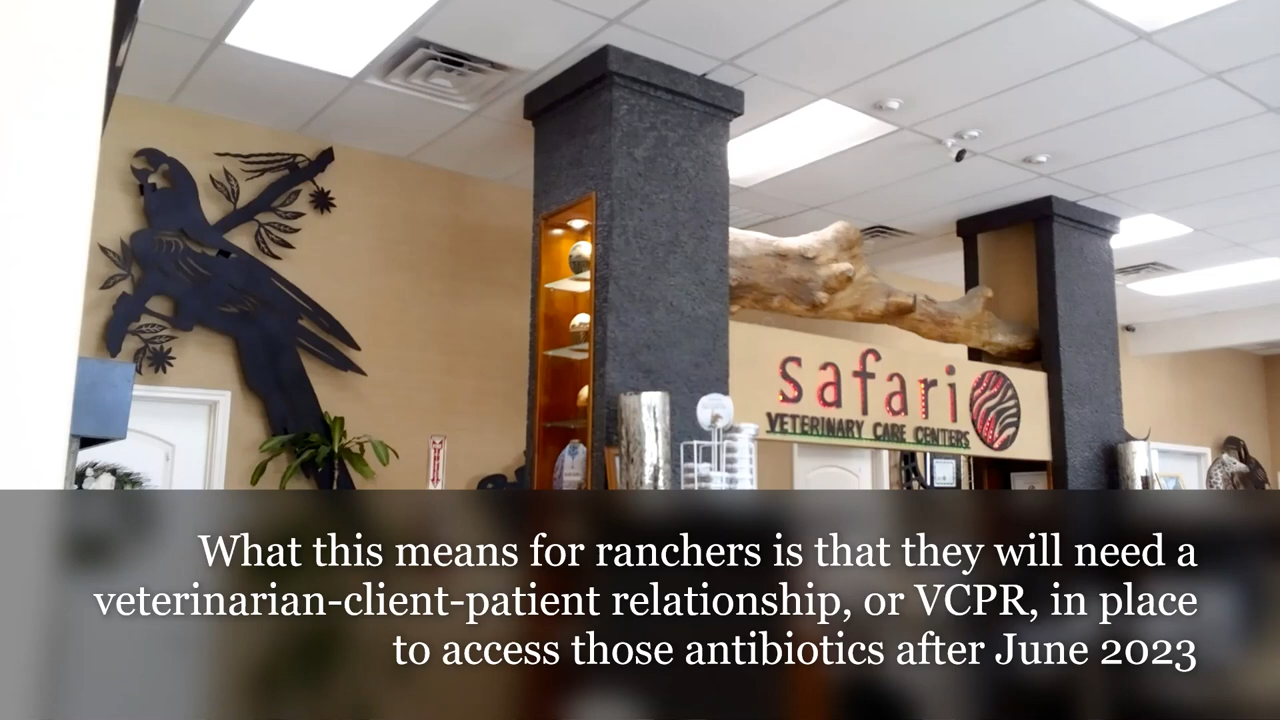 safari
VETERINARY CARE CENTERS
What this means for ranchers is that they will need a
veterinarian-client-patient relationship, or VCPR, in place
to access those antibiotics after June 2023